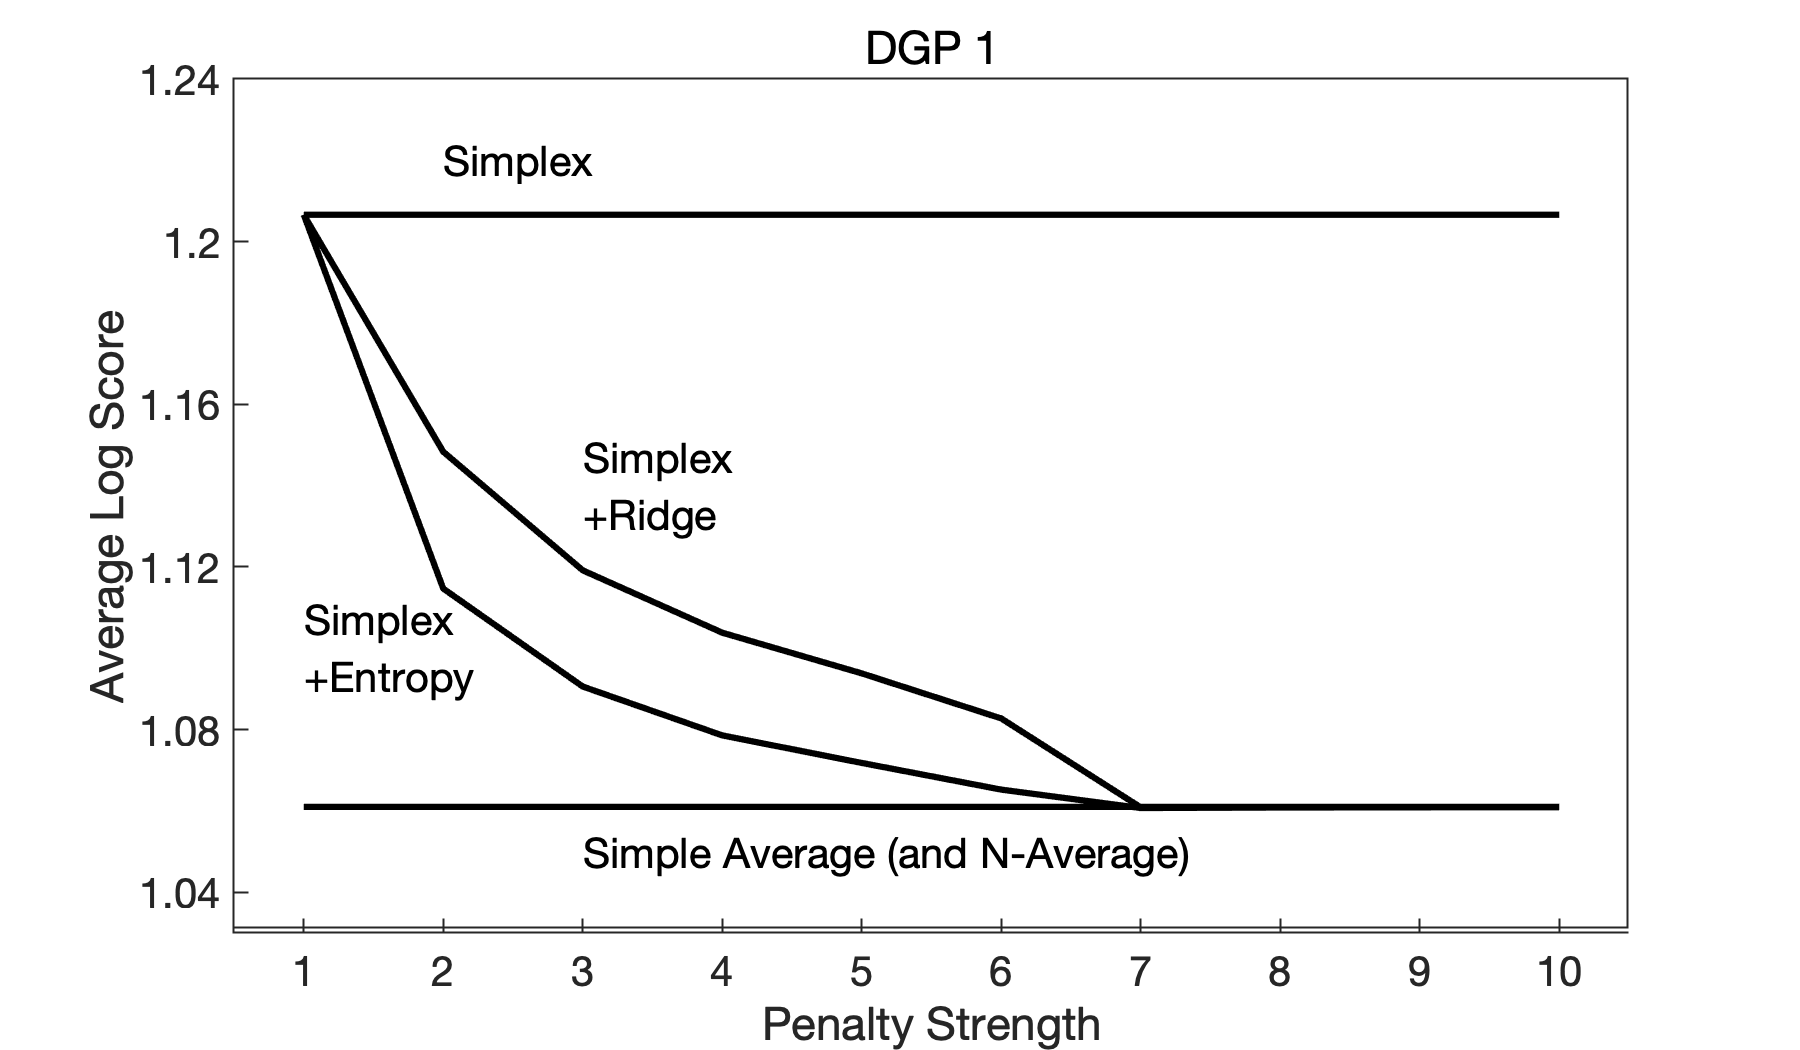 DGP 1
1.24
1.2
1.16
1.12
1.08
1.04
Average Log Score
Simplex
Simplex
+Ridge
Simplex
+Entropy
Simple Average (and N-Average)
1 2 3 4 5 6 7 8 9 10
Penalty Strength